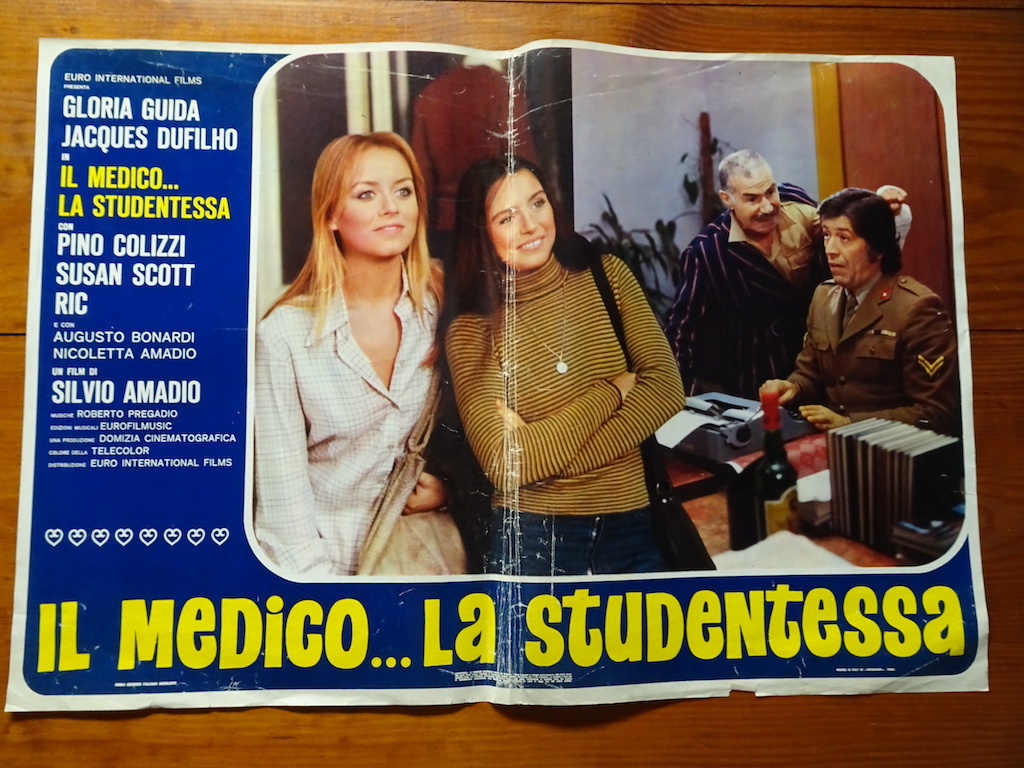 EURO INTERNATIONAL FILMS
PRESENTA
GLORIA GUIDA
JACQUES DUFILHO
IN
IL MEDICO...
LA STUDENTESSA
CON
PINO COLIZZI
SUSAN SCOTT
RIC
E CON
AUGUSTO BONARDI
NICOLETTA AMADIO
UN FILM DI
SILVIO AMADIO
MUSICHE ROBERTO PREGADIO
EDIZIONI MUSICALI EUROFILMUSIC
UNA PRODUZIONE DOMIZIA CINEMATOGRAFICA
COLORE DELLA TELECOLOR
DISTRIBUZIONE EURO INTERNATIONAL FILMS
IL MEDICO... LA STUDENTESSA